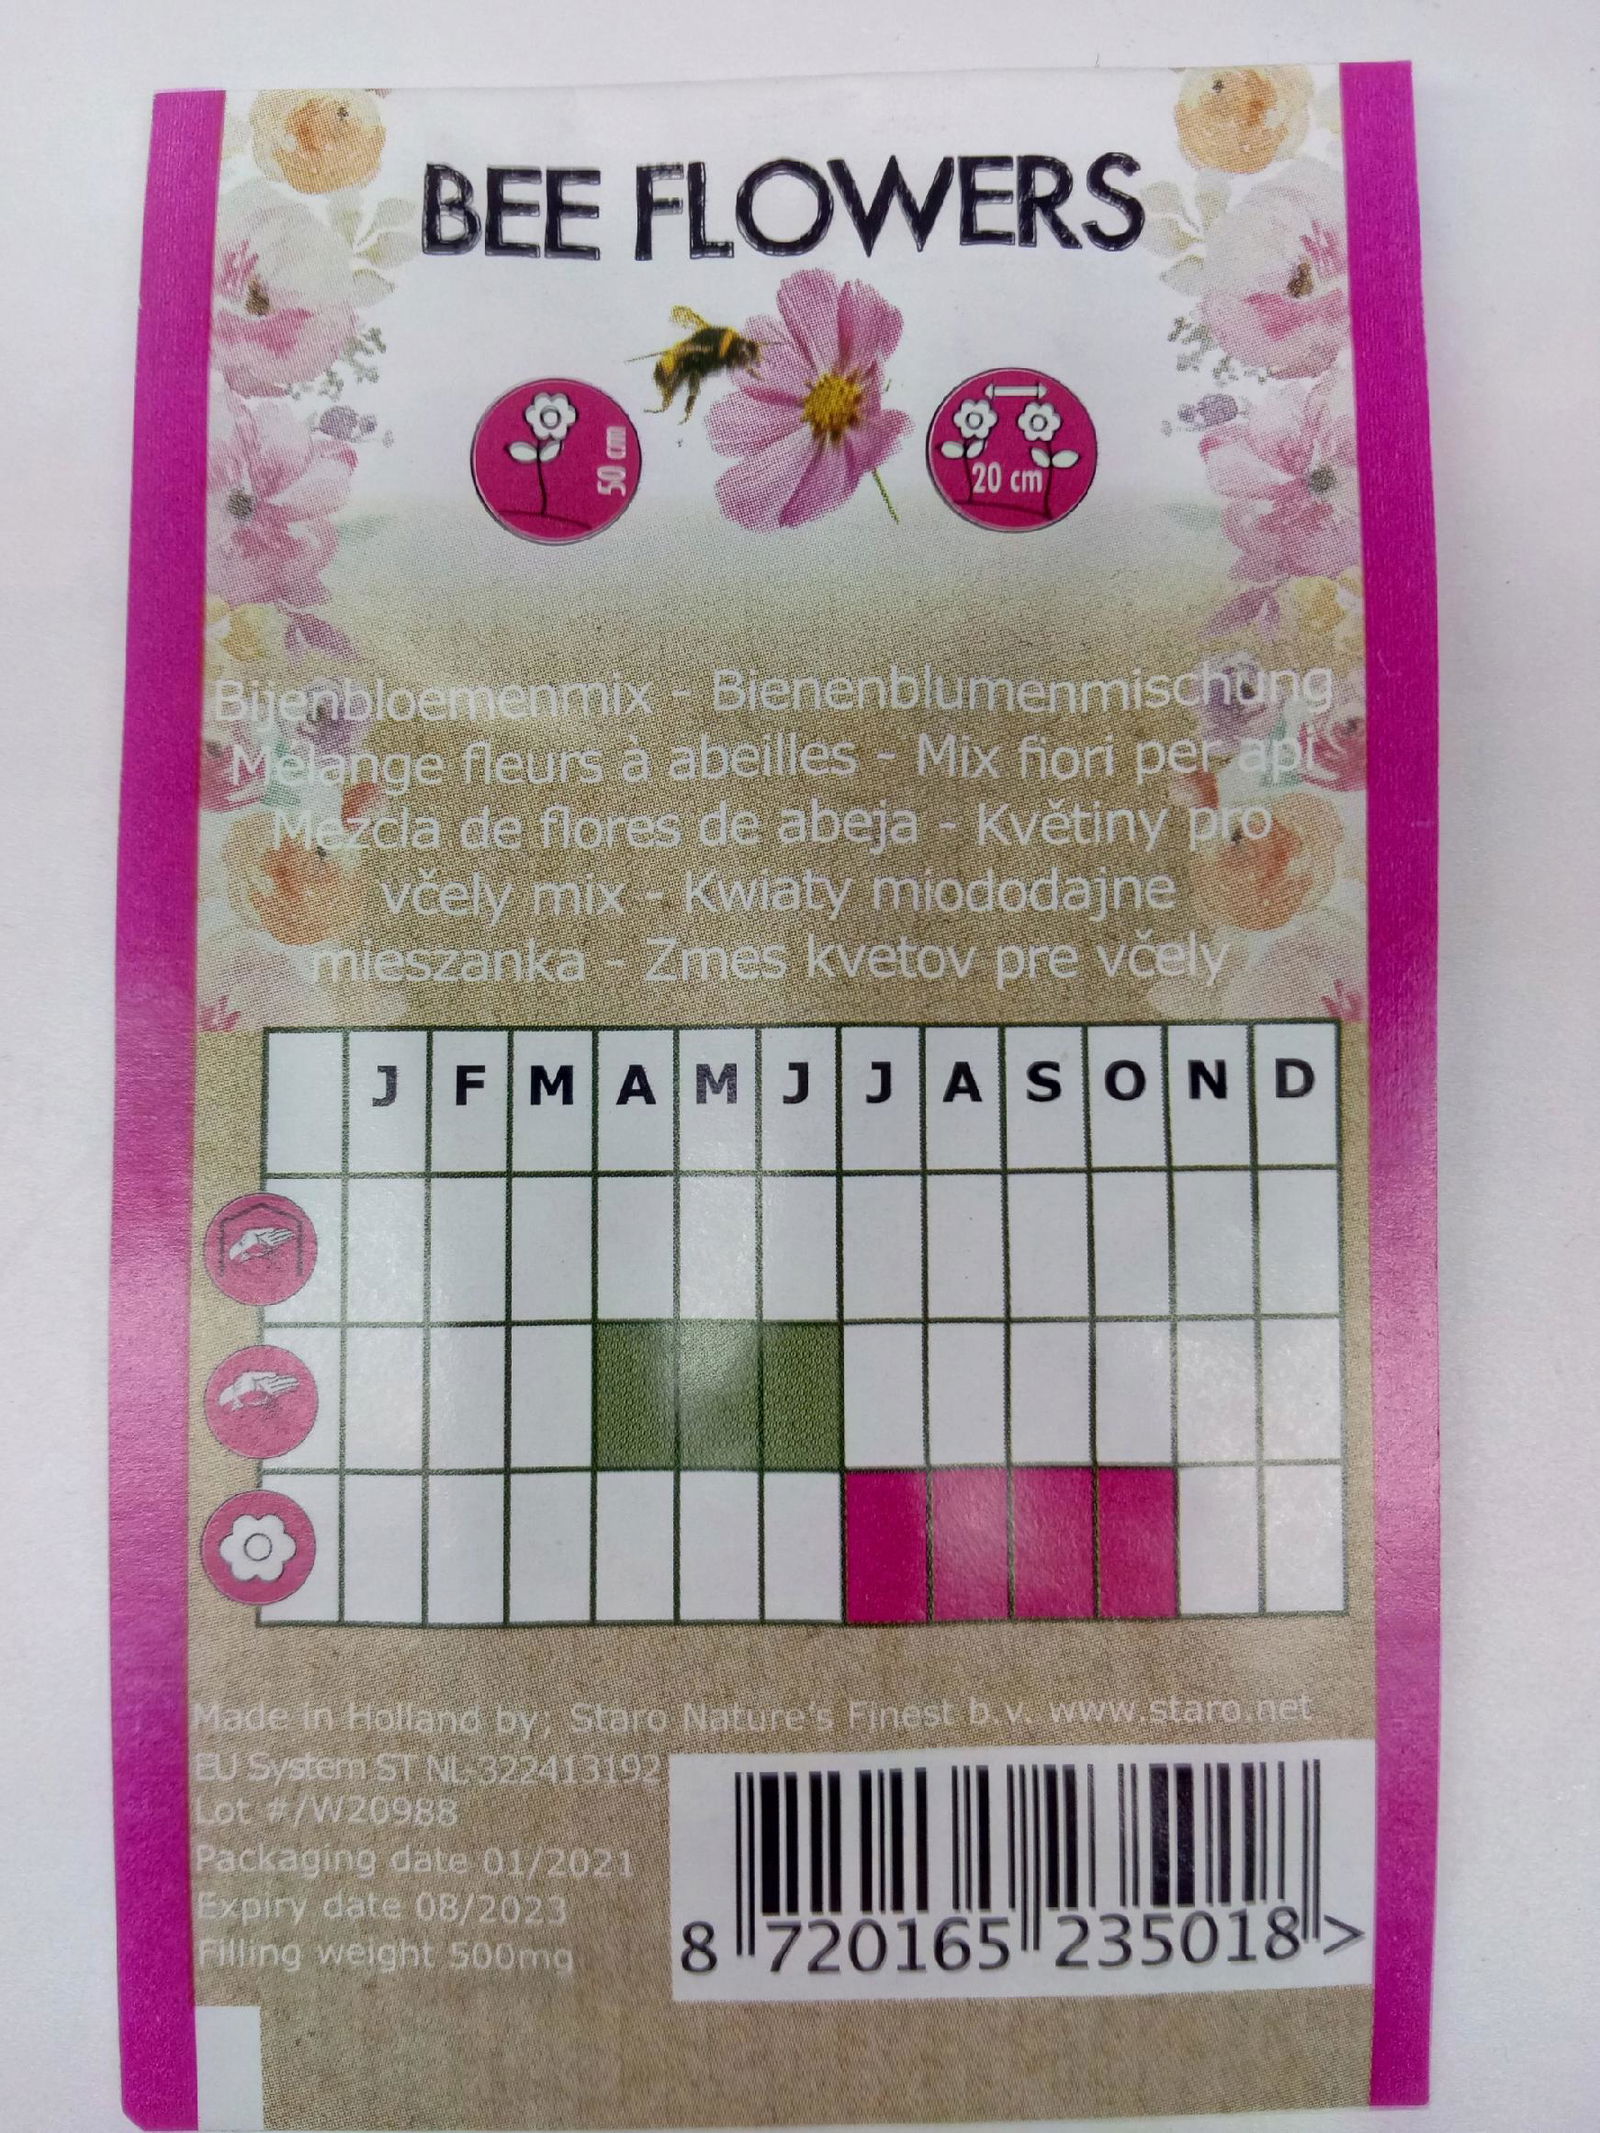 BEE FLOWERS
50 cm
20 cm
Bijenbloemenmix - Bienenblumenmischung
Mélange fleurs à abeilles - Mix fiori per api
Mezcla de flores de abeja - Květiny pro
včely mix - Kwiaty miododajne
mieszanka - Zmes kvetov pre včely
J F M A M J J A S O N D
Made in Holland by; Staro Nature's Finest b.v. www.staro.net
EU System ST NL-322413192
Lot #/W20988
Packaging date 01/2021
Expiry date 08/2023
Filling weight 500mg
8 720165 235018 >